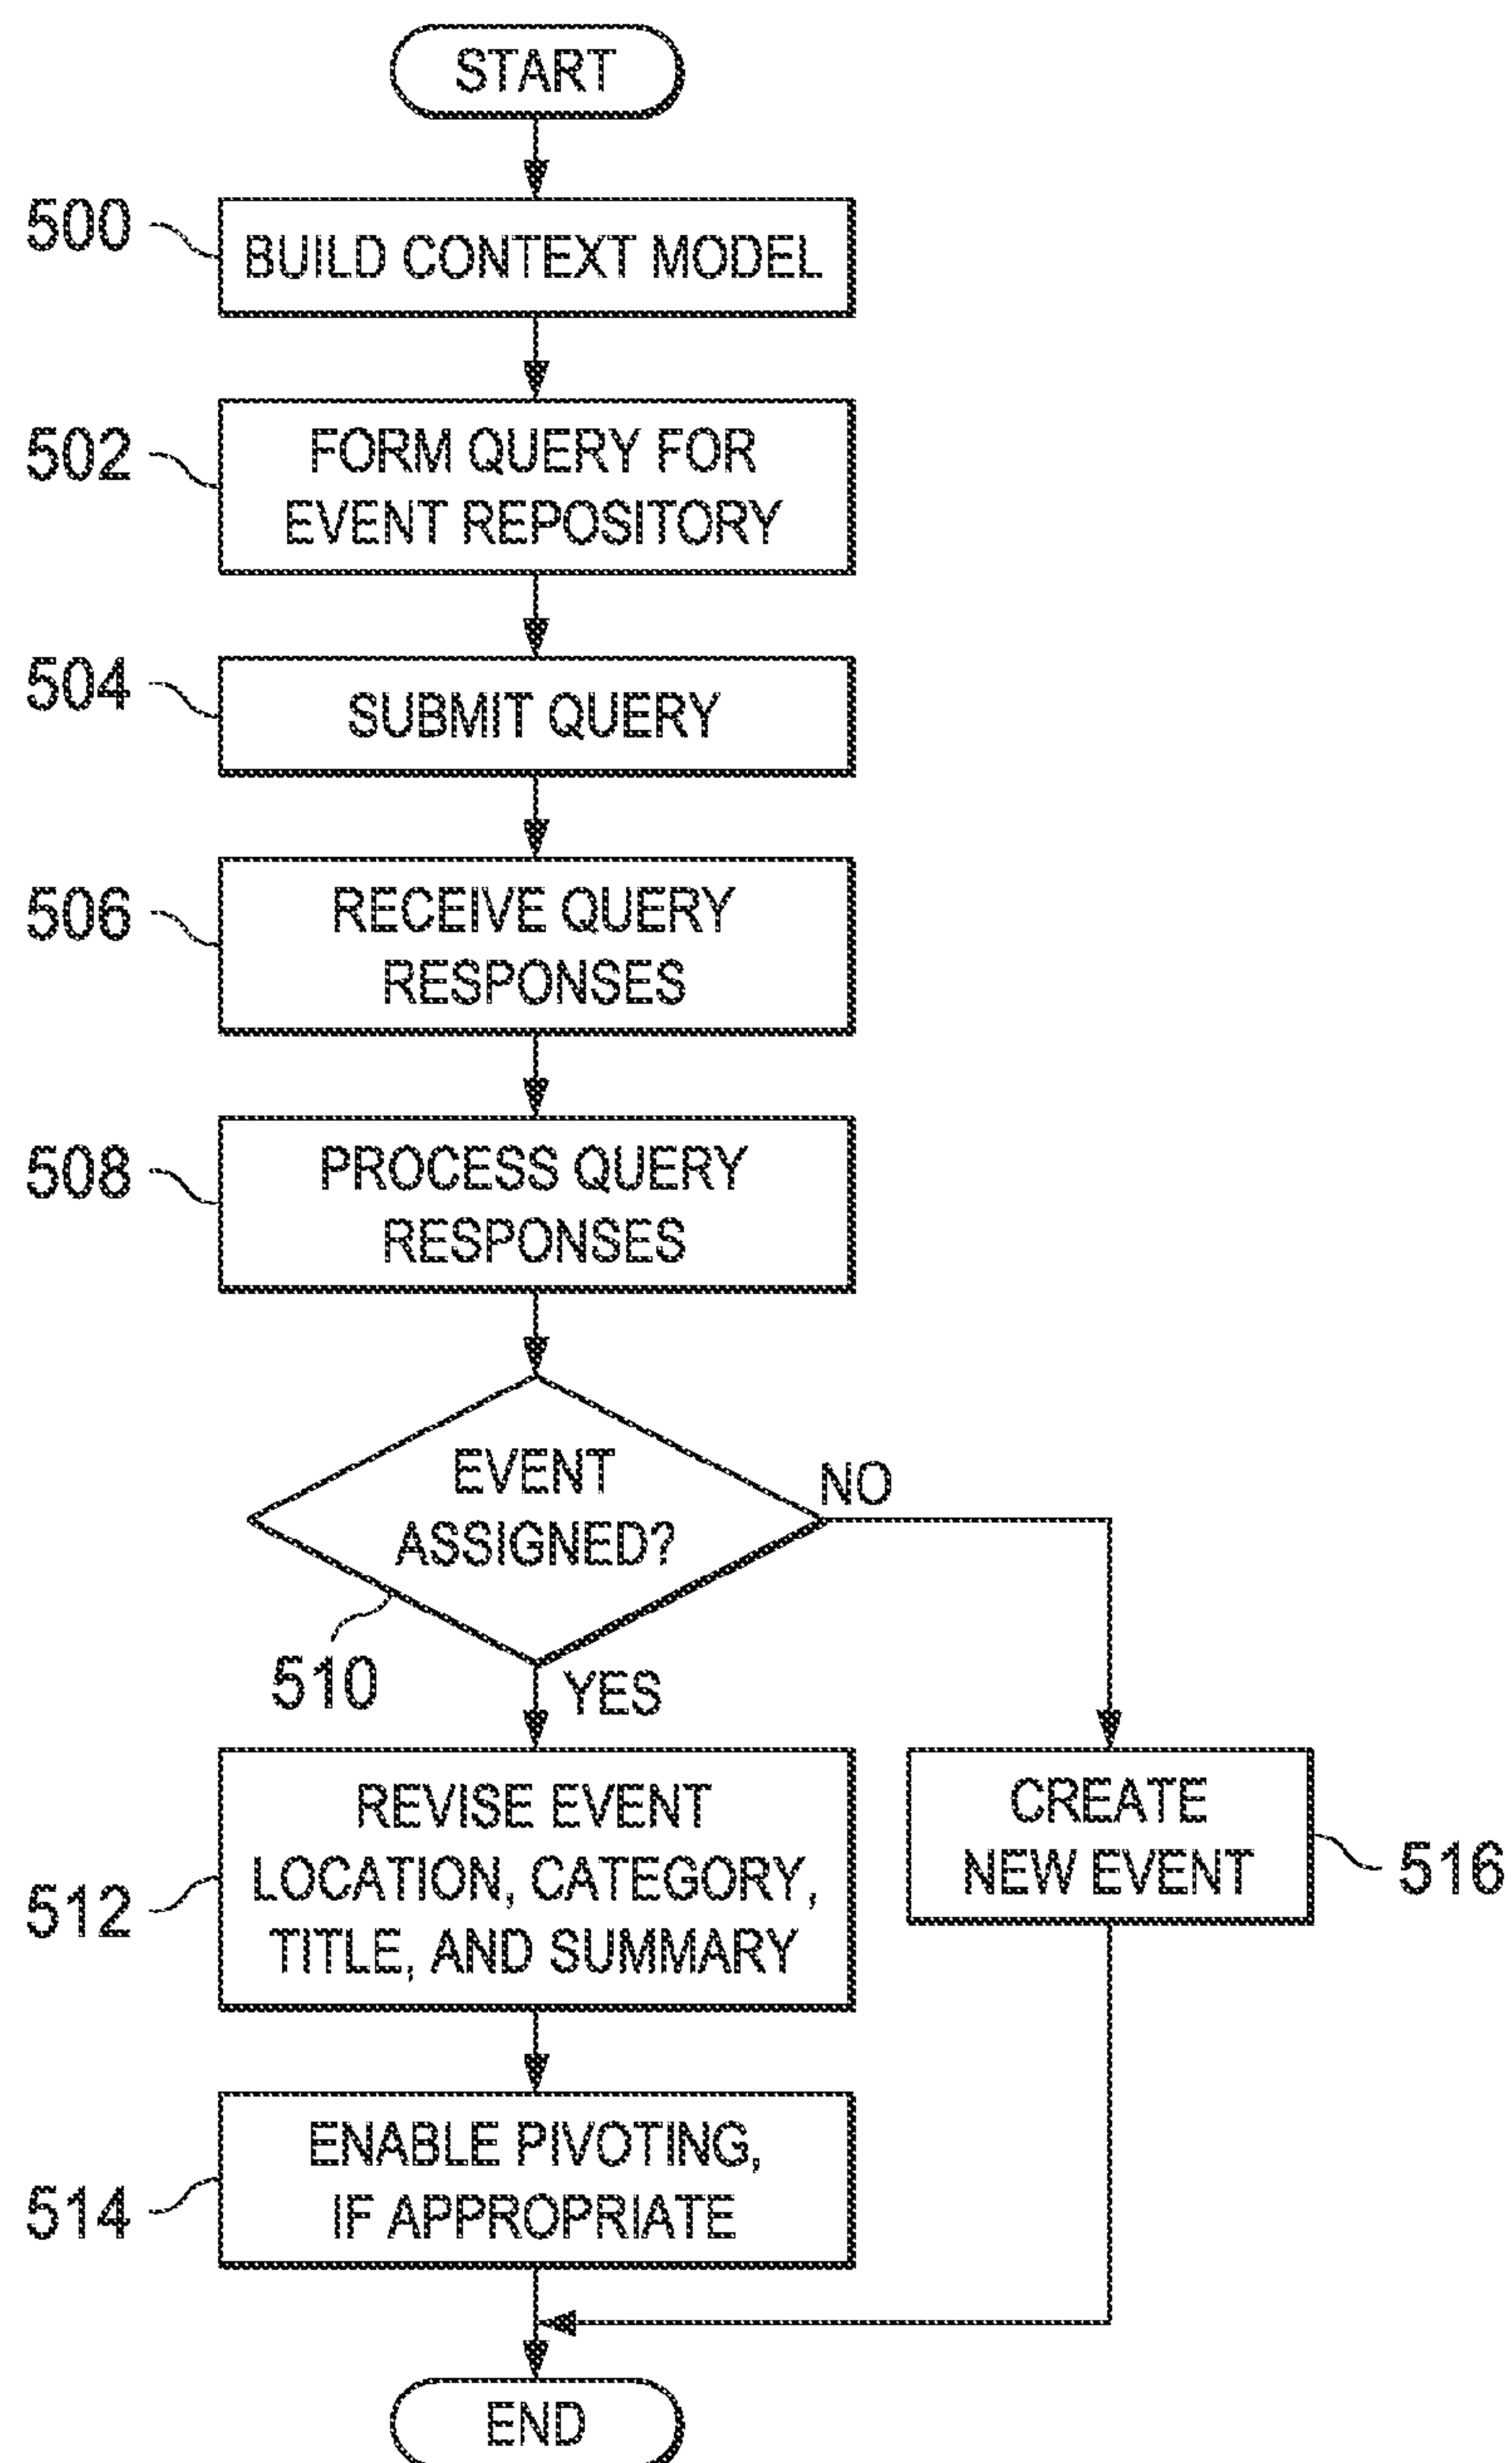 START
500
BUILD CONTEXT MODEL
502
FORM QUERY FOR
EVENT REPOSITORY
504
SUBMIT QUERY
506
RECEIVE QUERY
RESPONSES
508
PROCESS QUERY
RESPONSES
EVENT
ASSIGNED?
NO
510
YES
512
REVISE EVENT
LOCATION, CATEGORY,
TITLE, AND SUMMARY
CREATE
NEW EVENT
516
514
ENABLE PIVOTING,
IF APPROPRIATE
END